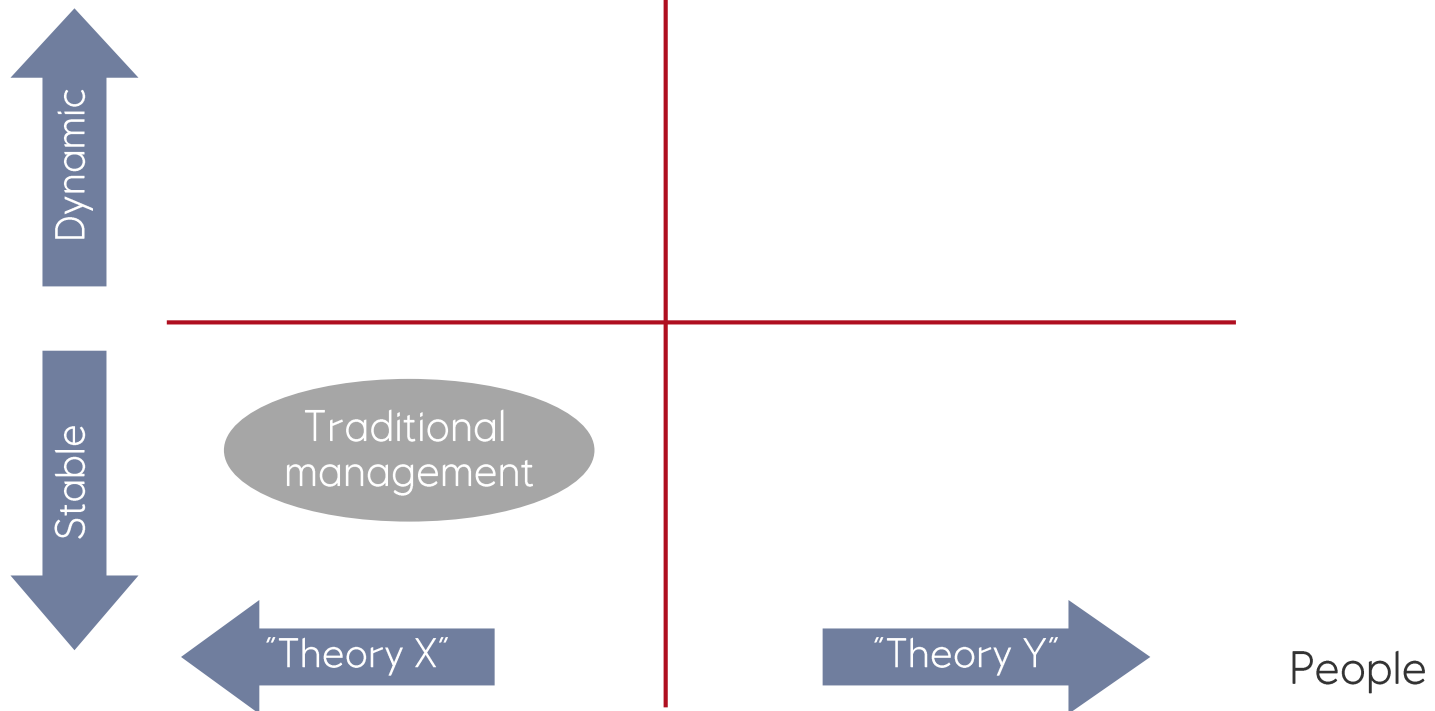 Dynamic
Stable
Traditional
management
"Theory X"
"Theory Y"
People